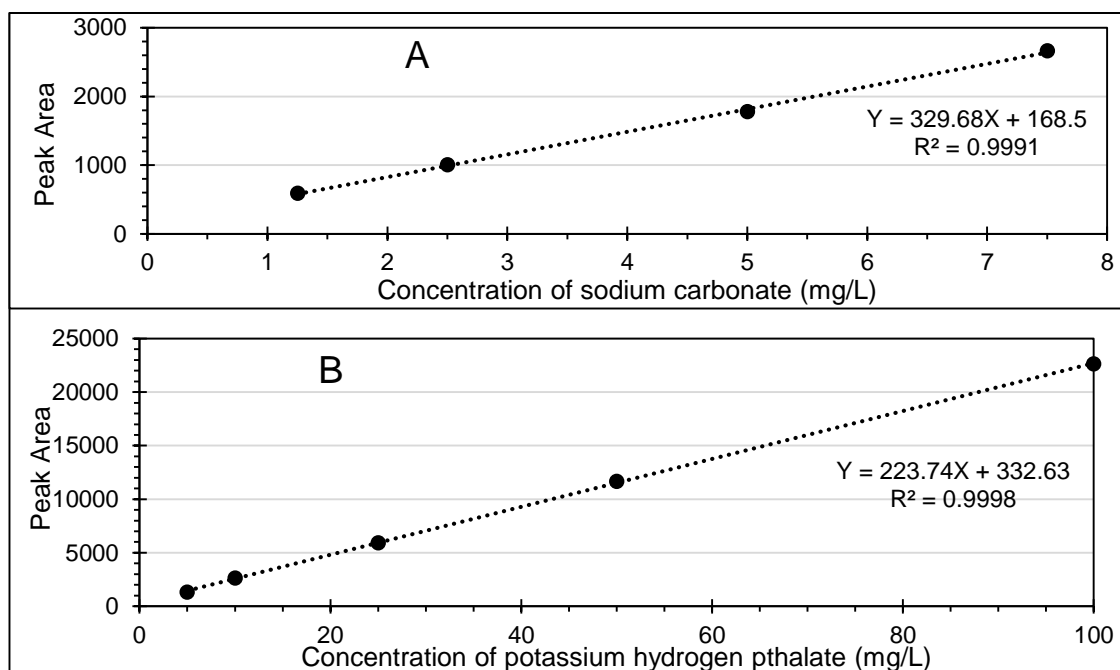 A
3000
2000
1000
0
Peak Area
Y = 329.68X + 168.5
R² = 0.9991
0 1 2 3 4 5 6 7 8
Concentration of sodium carbonate (mg/L)
B
25000
20000
15000
10000
5000
0
Peak Area
Y = 223.74X + 332.63
R² = 0.9998
0 20 40 60 80 100
Concentration of potassium hydrogen pthalate (mg/L)